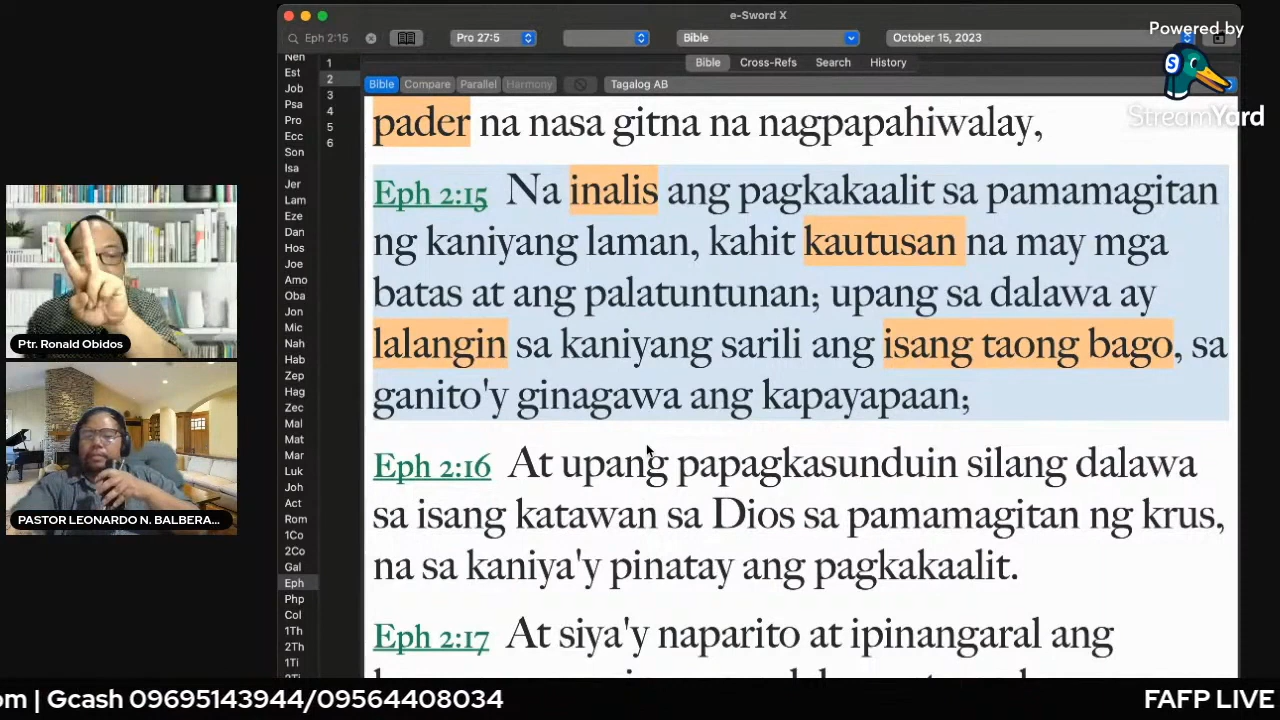 e-Sword X
Powered by
Eph 2:15
Pro 27:5
Bible
October 15, 2023
Bible Cross-Refs Search History
Bible Compare Parallel Harmony
Tagalog AB
StreamYard
Neh
Est
Job
Psa
Pro
Ecc
Son
Isa
Jer
Lam
Eze
Dan
Hos
Joe
Amo
Oba
Jon
Mic
Nah
Hab
Zep
Hag
Zec
Mal
Mat
Mar
Luk
Joh
Act
Rom
1Co
2Co
Gal
Eph
Php
Col
1Th
2Th
1Ti
2Ti
1
2
3
4
5
6
pader na nasa gitna na nagpapahiwalay,
Eph 2:15 Na inalis ang pagkakaalit sa pamamagitan
ng kaniyang laman, kahit kautusan na may mga
batas at ang palatuntunan; upang sa dalawa ay
lalangin sa kaniyang sarili ang isang taong bago, sa
ganito'y ginagawa ang kapayapaan;
Eph 2:16 At upang papagkasunduin silang dalawa
sa isang katawan sa Dios sa pamamagitan ng krus,
na sa kaniya'y pinatay ang pagkakaalit.
Eph 2:17 At siya'y naparito at ipinangaral ang
Ptr. Ronald Obidos
PASTOR LEONARDO N. BALBERA...
om | Gcash 09695143944/09564408034
FAFP LIVE